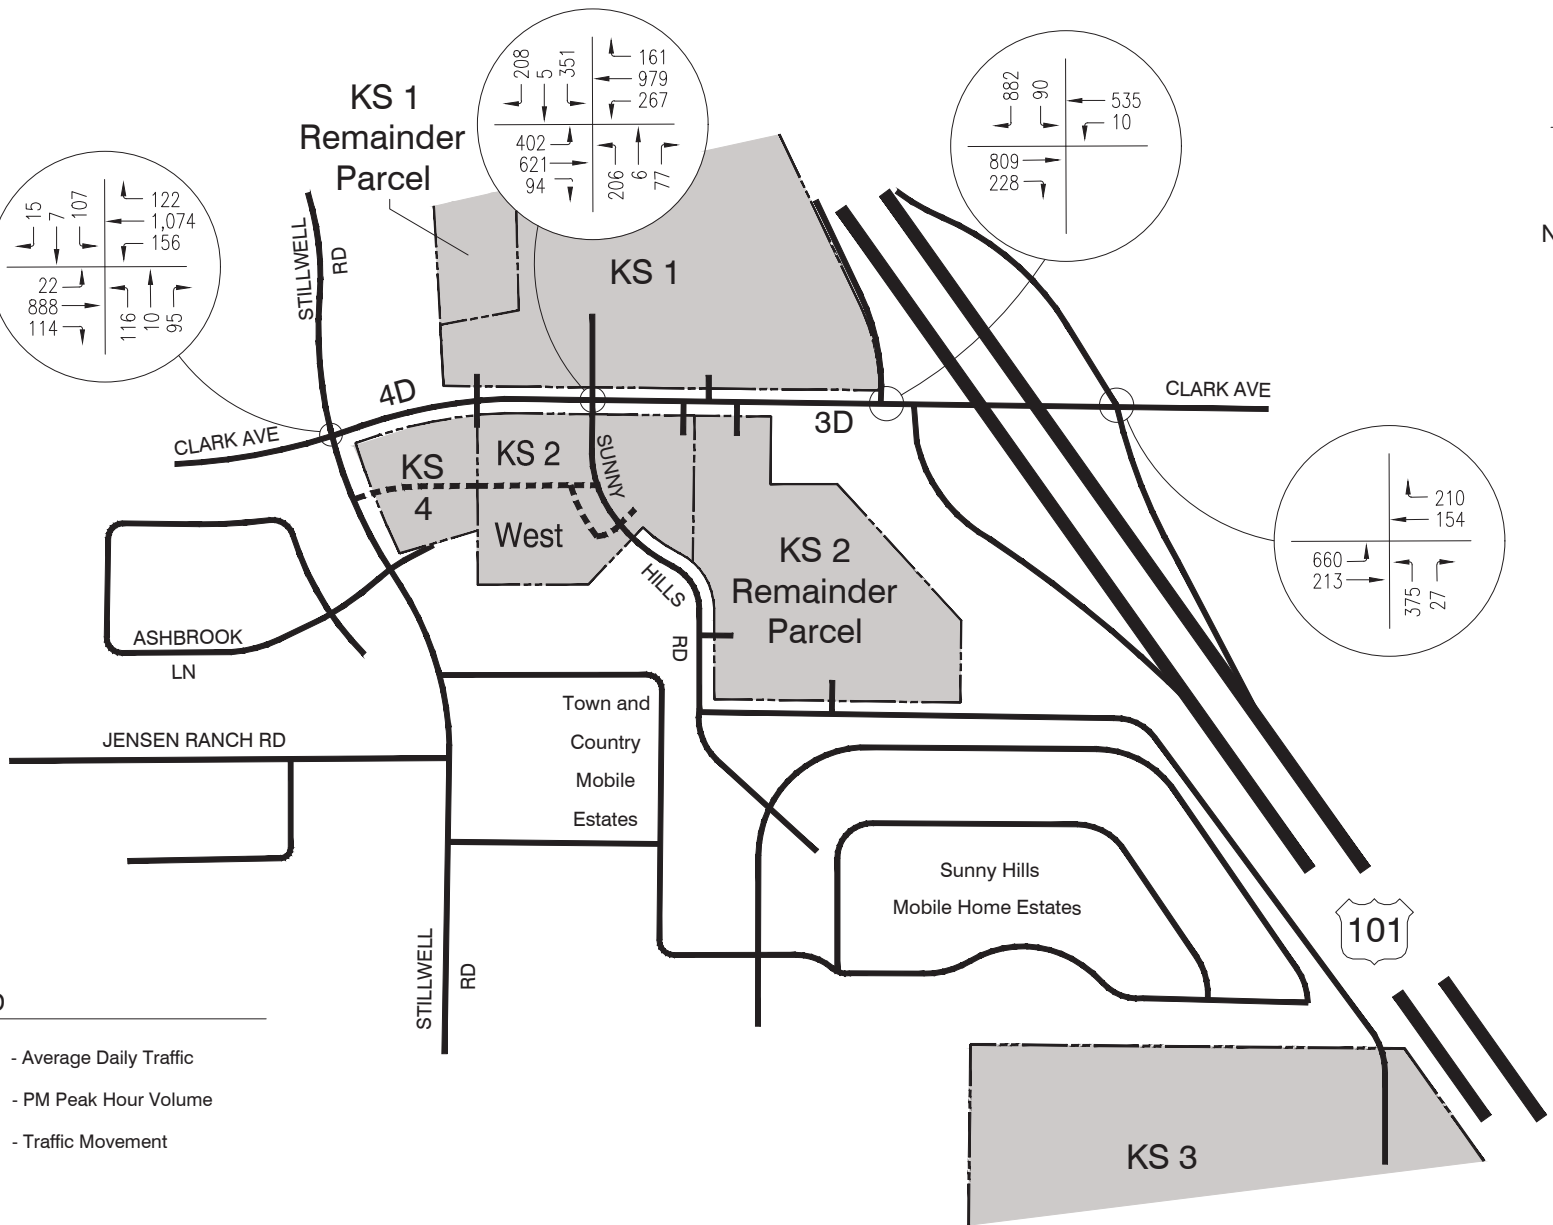 KS 1
Remainder
Parcel
208
5
351
161
979
267
402
621
94
206
6
77
882
90
535
10
809
228
15
7
107
122
1,074
156
22
888
114
116
10
95
STILLWELL
RD
KS 1
4D
CLARK AVE
3D
CLARK AVE
KS
4
KS 2
West
SUNNY
HILLS
RD
KS 2
Remainder
Parcel
210
154
660
213
375
27
ASHBROOK
LN
JENSEN RANCH RD
Town and
Country
Mobile
Estates
Sunny Hills
Mobile Home Estates
101
STILLWELL
RD
- Average Daily Traffic
- PM Peak Hour Volume
- Traffic Movement
KS 3